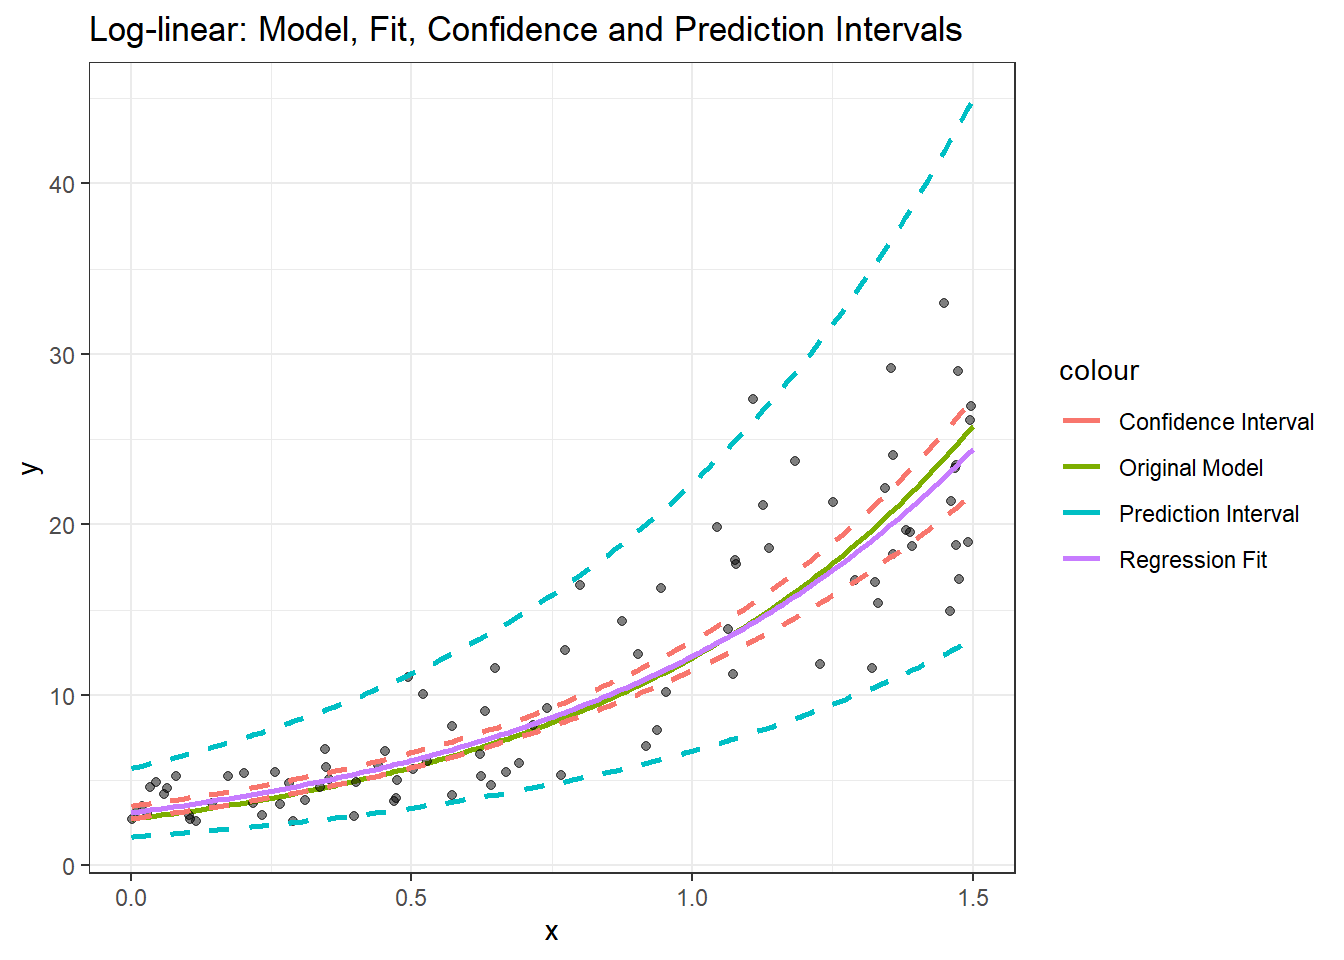 Log-linear: Model, Fit, Confidence and Prediction Intervals
y
40
30
20
10
0
0.0 0.5 1.0 1.5
x
colour
Confidence Interval
Original Model
Prediction Interval
Regression Fit